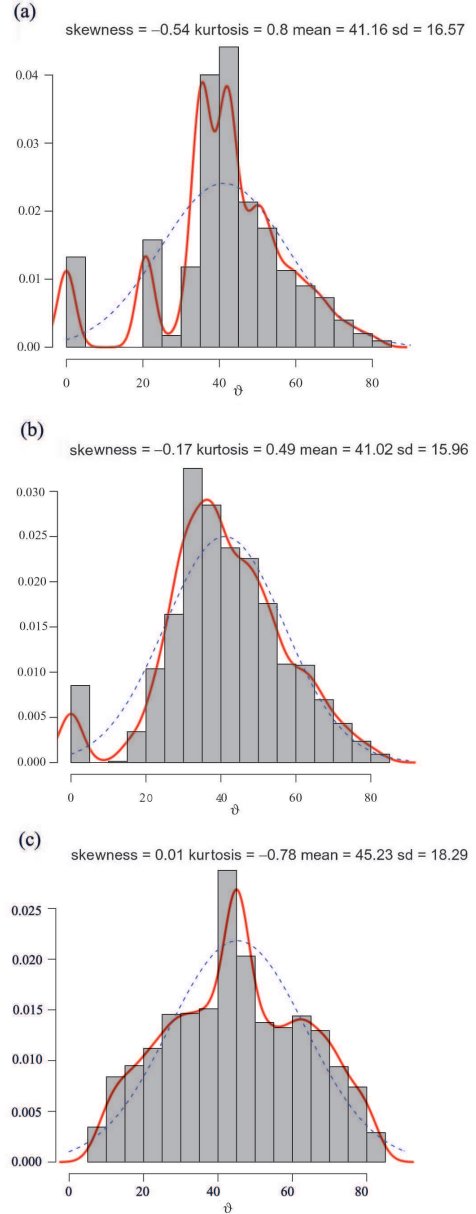 (a)
skewness = −0.54 kurtosis = 0.8 mean = 41.16 sd = 16.57
0.04
0.03
0.02
0.01
0.00
0 20 40 60 80
ϑ
(b)
skewness = −0.17 kurtosis = 0.49 mean = 41.02 sd = 15.96
0.030
0.025
0.020
0.015
0.010
0.005
0.000
0 20 40 60 80
ϑ
(c)
skewness = 0.01 kurtosis = −0.78 mean = 45.23 sd = 18.29
0.025
0.020
0.015
0.010
0.005
0.000
0 20 40 60 80
ϑ